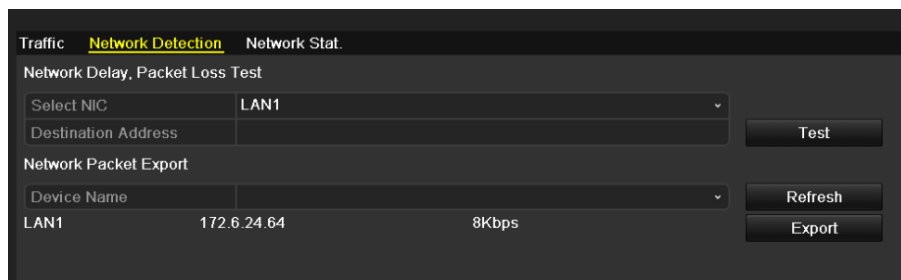 Traffic Network Detection Network Stat.
Network Delay, Packet Loss Test
Select NIC LAN1
Destination Address Test
Network Packet Export
Device Name Refresh
LAN1 172.6.24.64 8Kbps Export